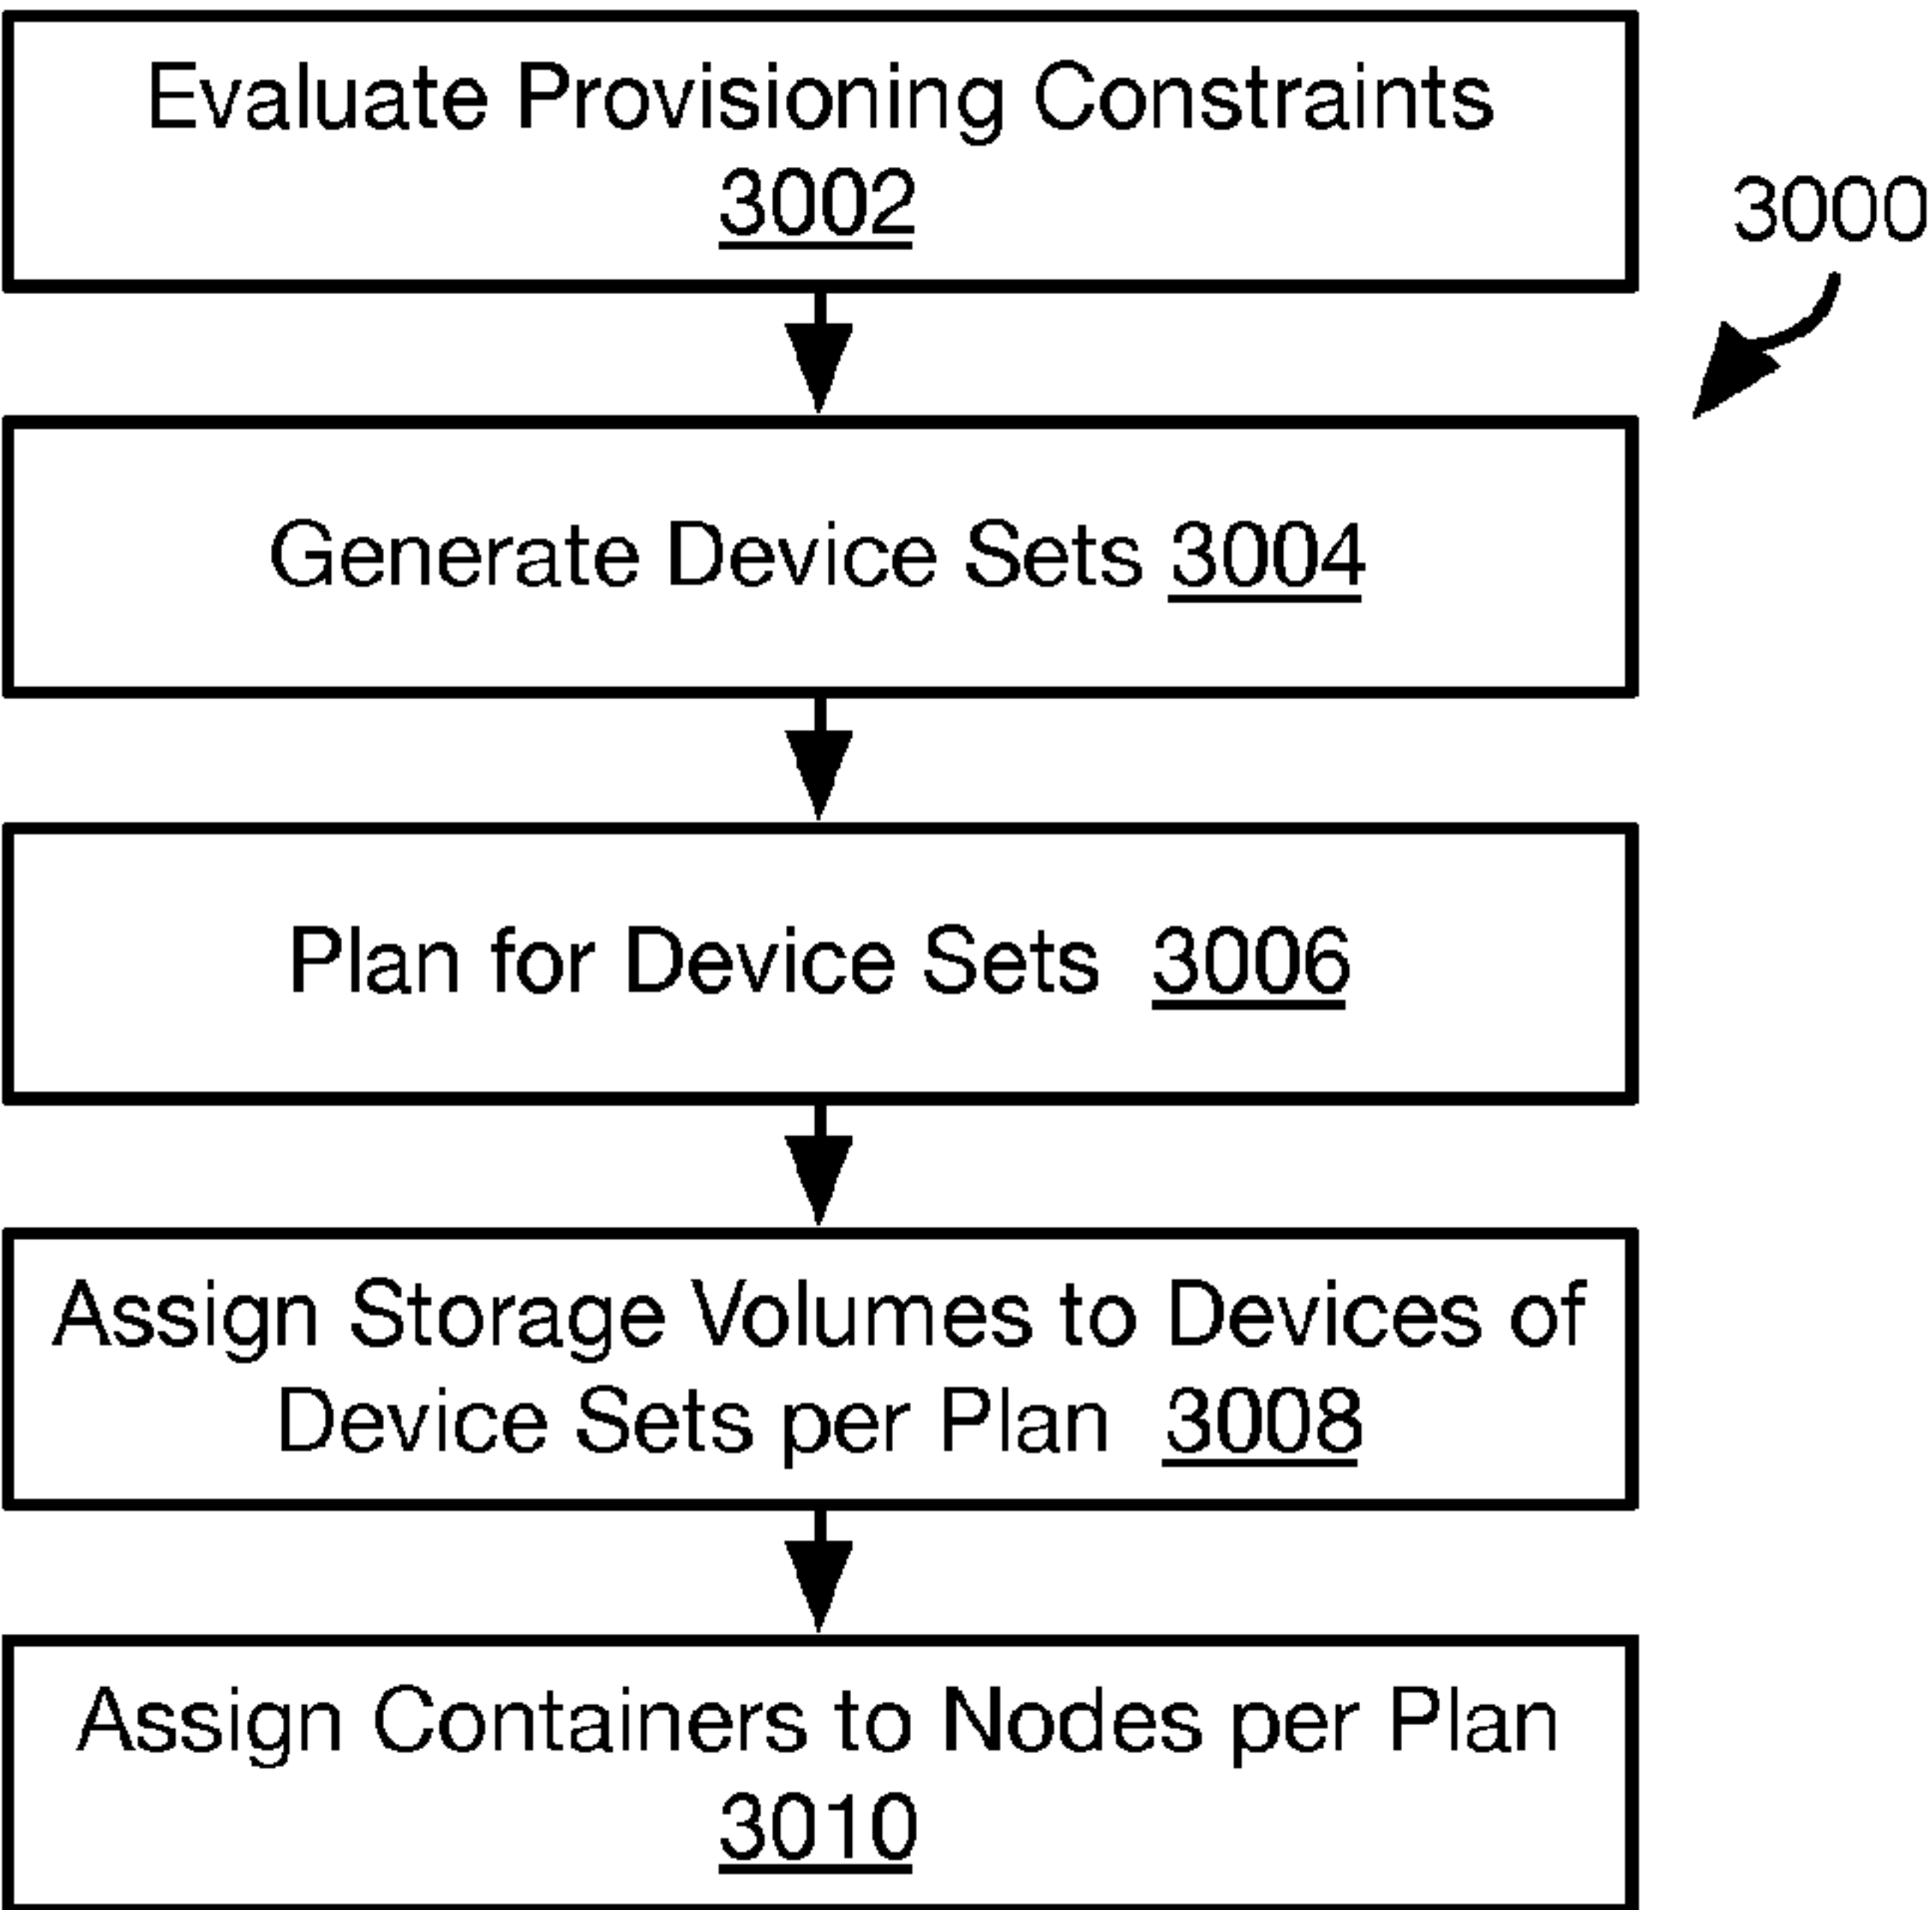 Evaluate Provisioning Constraints
3002
3000
Generate Device Sets 3004
Plan for Device Sets 3006
Assign Storage Volumes to Devices of
Device Sets per Plan 3008
Assign Containers to Nodes per Plan
3010